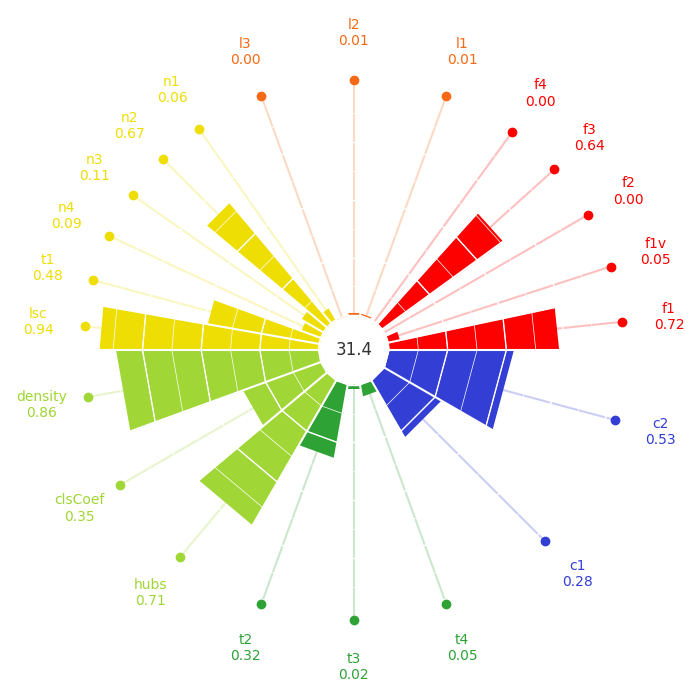 l2
0.01
l3
0.00
l1
0.01
n1
0.06
f4
0.00
n2
0.67
f3
0.64
n3
0.11
f2
0.00
n4
0.09
f1v
0.05
t1
0.48
lsc
0.94
f1
0.72
31.4
density
0.86
c2
0.53
clsCoef
0.35
hubs
0.71
c1
0.28
t2
0.32
t3
0.02
t4
0.05